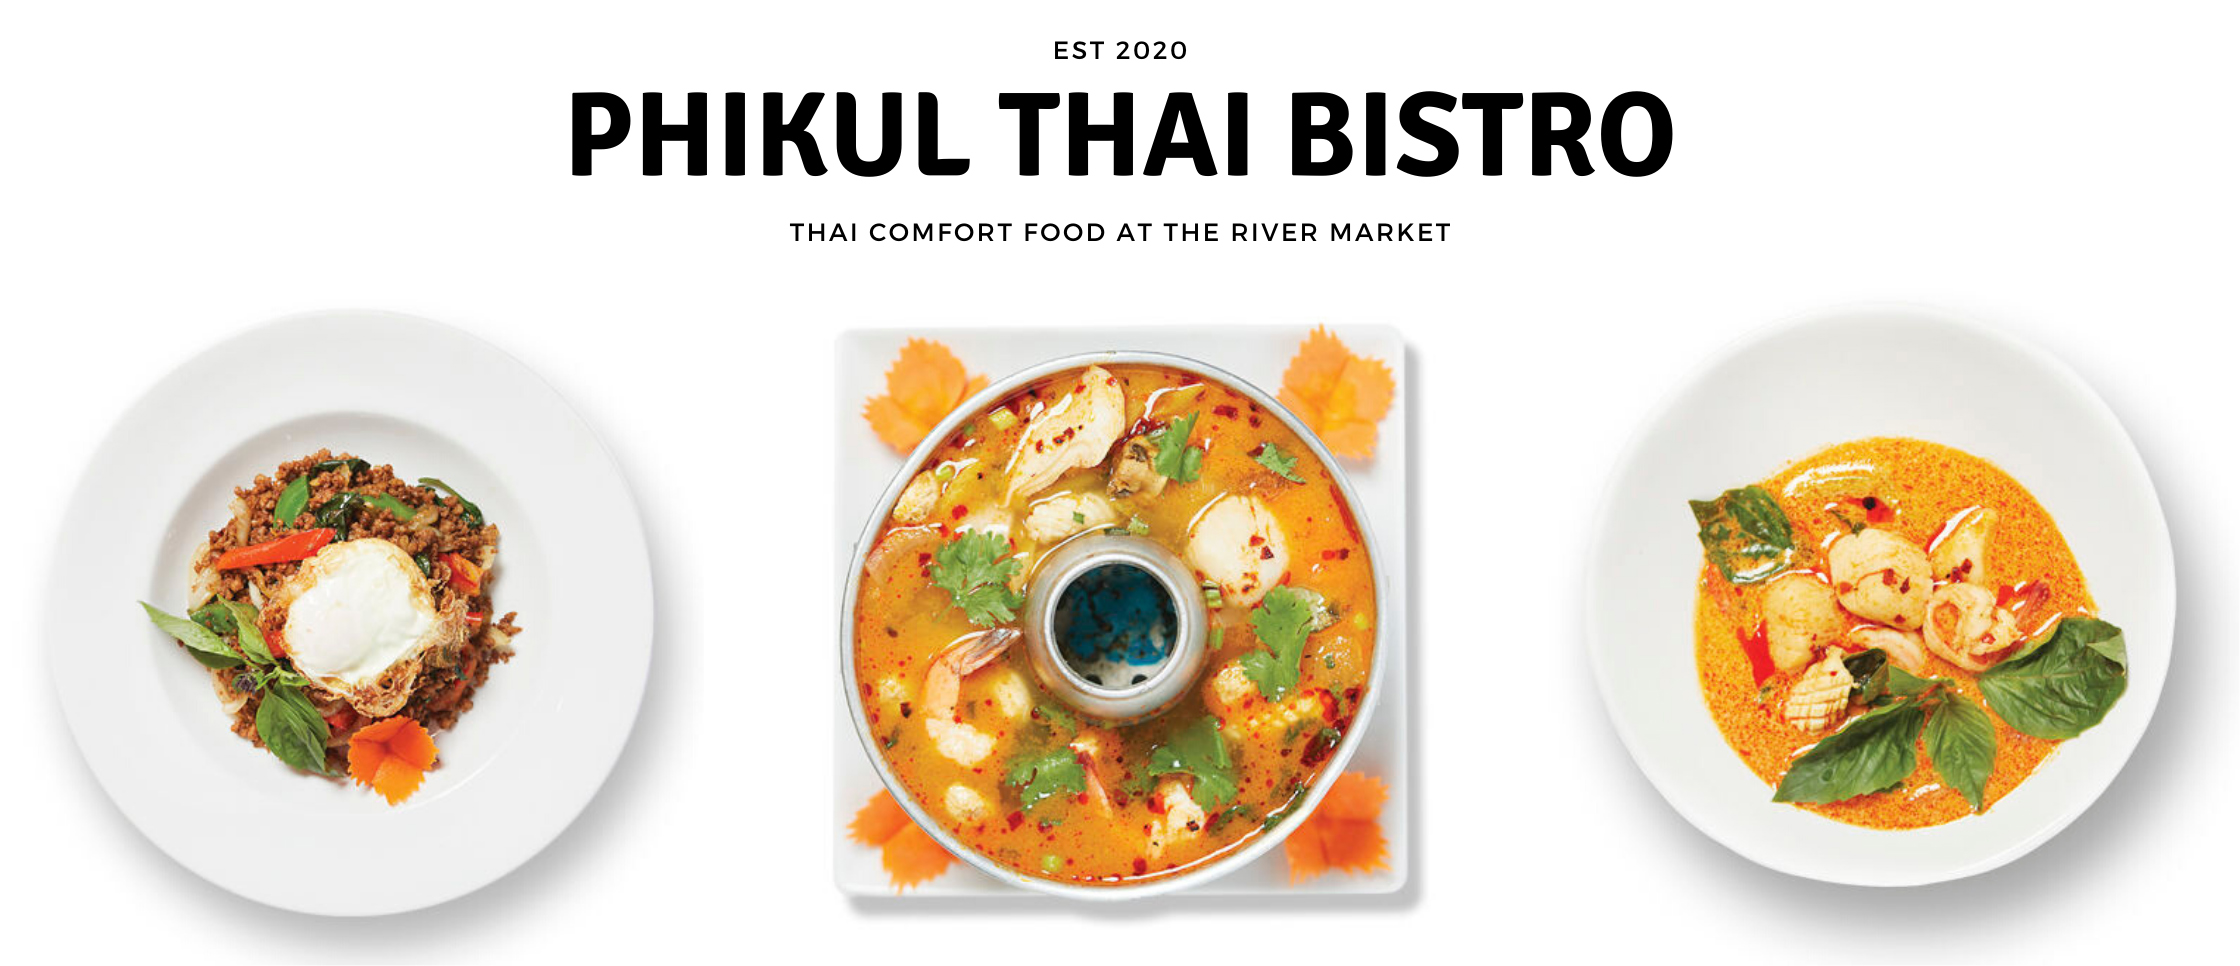 EST 2020
PHIKUL THAI BISTRO
THAI COMFORT FOOD AT THE RIVER MARKET